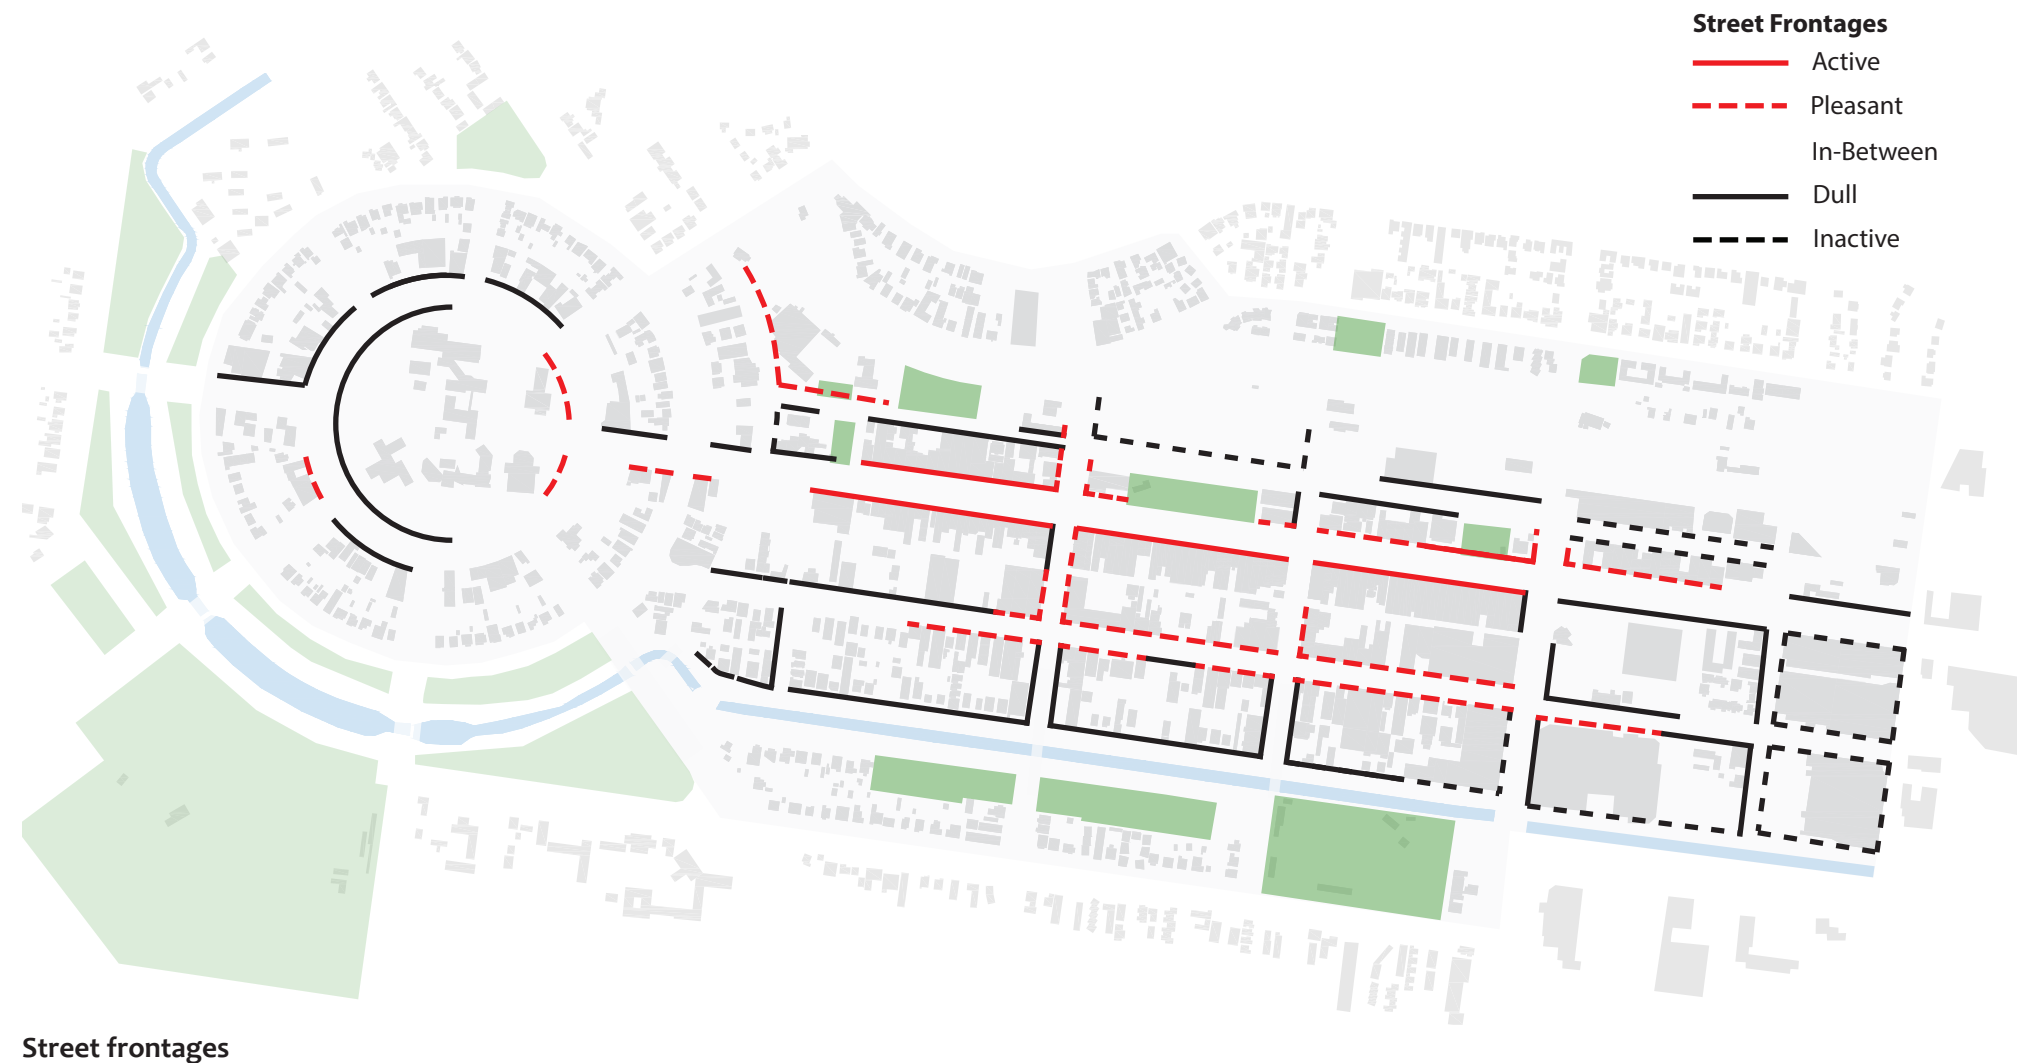 Street Frontages
Active
Pleasant
In-Between
Dull
Inactive
Street frontages